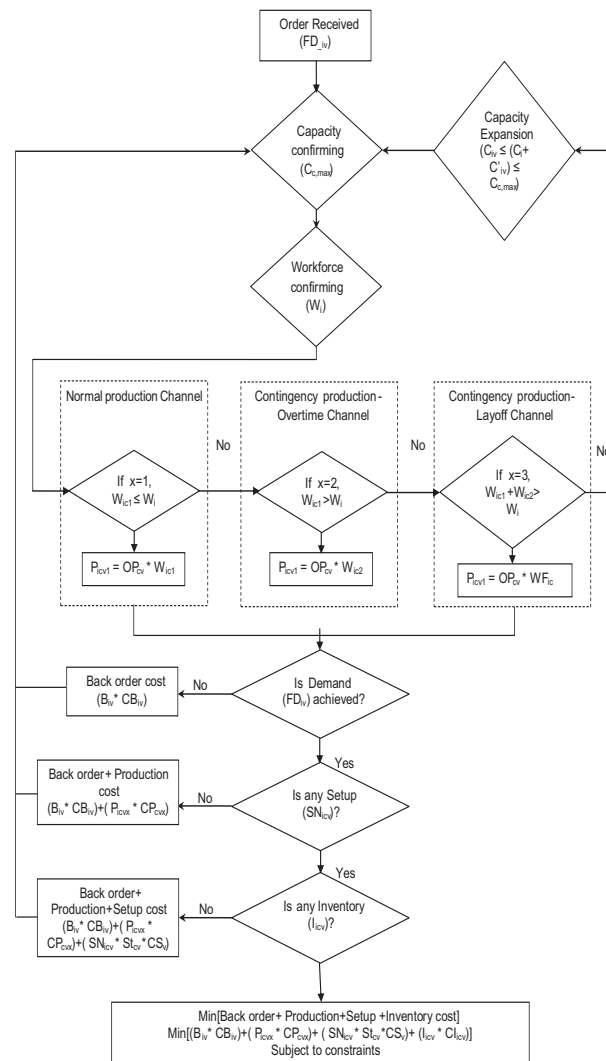 Order Received
(FD_iv)
Capacity
confirming
(Cc,max)
Capacity
Expansion
(Civ ≤ (Ci+
C'iv) ≤
Cc,max)
Workforce
confirming
(Wi)
Normal production Channel
No
Contingency production-
Overtime Channel
No
Contingency production-
Layoff Channel
No
If x=1,
Wic1 ≤ Wi
If x=2,
Wic1 >Wi
If x=3,
Wic1 +Wic2>
Wi
Picv1 = OPcv * Wic1
Picv1 = OPcv * Wic2
Picv1 = OPcv * WFic
Is Demand
(FDiv) achieved?
No
Back order cost
(Biv* CBiv)
Yes
Is any Setup
(SNicv)?
No
Back order+ Production
cost
(Biv* CBiv)+( Picvx* CPcvx)
Yes
Is any Inventory
(Iicv)?
No
Back order+
Production+Setup cost
(Biv* CBiv)+( Picvx *
CPcvx)+( SNicv* Stcv*CSv)
Min[Back order+ Production+Setup +Inventory cost]
Min[(Biv* CBiv)+( Picvx * CPcvx)+ ( SNicv* Stcv*CSv)+ (Iicv* CIicv)]
Subject to constraints